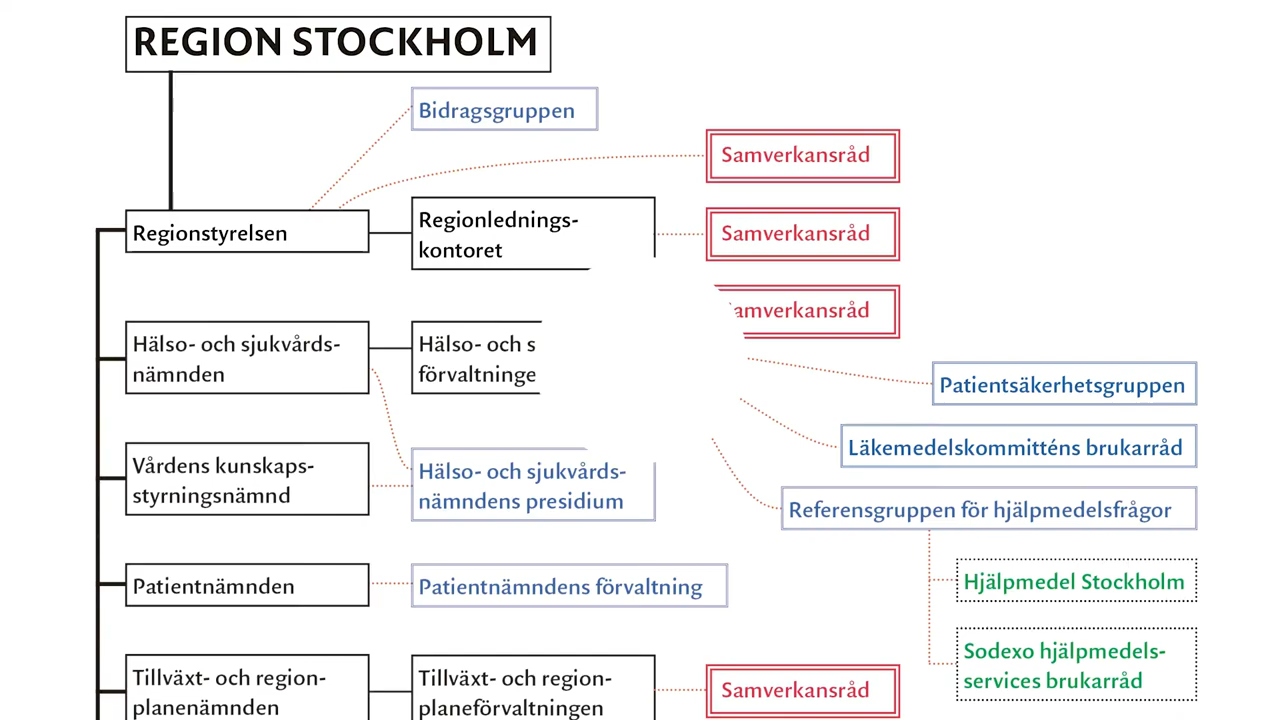 REGION STOCKHOLM
Bidragsgruppen
Samverkansråd
Regionstyrelsen
Regionlednings-
kontoret
Samverkansråd
Hälso- och sjukvårds-
nämnden
Hälso- och s
förvaltninge
amverkansråd
Patientsäkerhetsgruppen
Läkemedelskommitténs brukarråd
Vårdens kunskaps-
styrningsnämnd
Hälso- och sjukvårds-
nämndens presidium
Referensgruppen för hjälpmedelsfrågor
Hjälpmedel Stockholm
Patientnämnden
Patientnämndens förvaltning
Sodexo hjälpmedels-
services brukarråd
Tillväxt- och region-
planenämnden
Tillväxt- och region-
planeförvaltningen
Samverkansråd